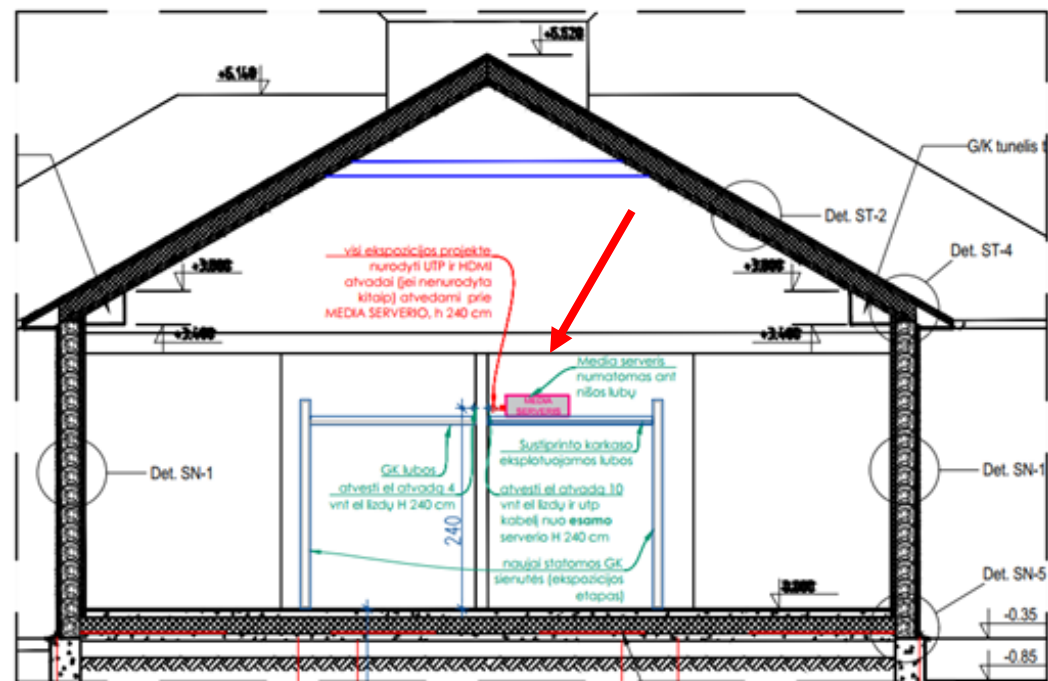 +5.520
+5.140
G/K tunelis t
Det. ST-2
Det. ST-4
visi ekspozicijos projekte
nurodyti UTP ir HDMI
atvadai (jei nenurodyta
kitaip) atvedami prie
MEDIA SERVERIO, h 240 cm
+3.400
+3.400
Media serveris
numatomas ant
nišos lubų
MEDIA
SERVERIS
Sustiprinto karkaso
eksplotuojamos lubos
GK lubos
atvesti el atvadą 4
vnt el lizdų H 240 cm
atvesti el atvadą 10
vnt el lizdų ir utp
kabelį nuo esamo
serverio H 240 cm
240
naujai statomos GK
sienutės (ekspozicijos
etapas)
Det. SN-1
Det. SN-1
Det. SN-5
-0.35
-0.85